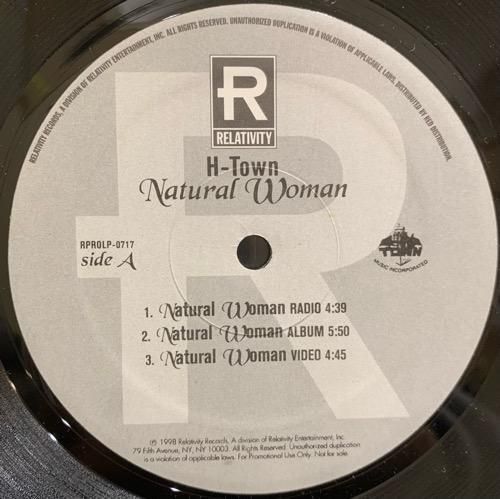 RELATIVITY RECORDS, A DIVISION OF RELATIVITY ENTERTAINMENT, INC. ALL RIGHTS RESERVED. UNAUTHORIZED DUPLICATION IS A VIOLATION OF APPLICABLE LAWS, DISTRIBUTED BY RED DISTRIBUTION.
R
RELATIVITY
H-Town
Natural Woman
RPROLP-0717
side A
TOWN
MUSIC INCORPORATED
1. Natural Woman RADIO 4:39
2. Natural Woman ALBUM 5:50
3. Natural Woman VIDEO 4:45
℗ 1998 Relativity Records, A division of Relativity Entertainment, Inc.
79 Fifth Avenue, NY, NY 10003. All Rights Reserved. Unauthorized duplication
is a violation of applicable laws. For Promotional Use Only. Not for sale.